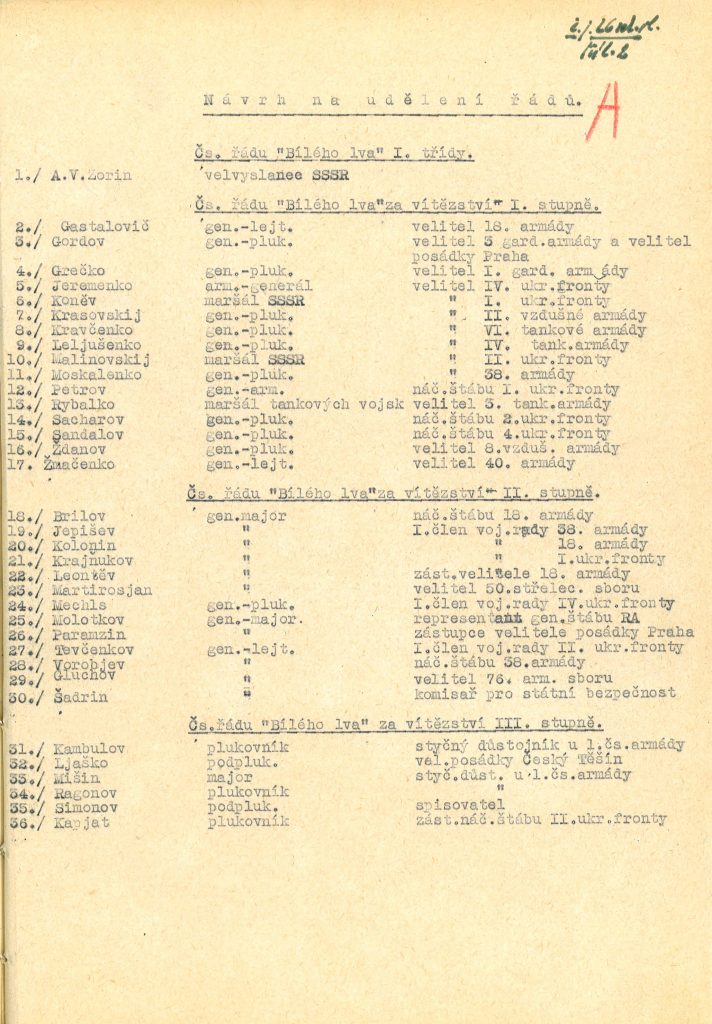 Návrh na udělení řádů.
A
Čs. řádu "Bílého lva" I. třídy.
1./ A.V.Zorin velvyslanec SSSR
Čs. řádu "Bílého lva"za vítězství" I. stupně.
2./ Gastalovič gen.-lejt. velitel 18. armády
3./ Gordov gen.-pluk. velitel 3 gard.armády a velitel
posádky Praha
4./ Grečko gen.-pluk. velitel I. gard. armády
5./ Jeremenko arm.-generál velitel IV. ukr.fronty
6./ Koněv maršál SSSR " I. ukr.fronty
7./ Krasovskij gen.-pluk. " II. vzdušné armády
8./ Kravčenko gen.-pluk. " VI. tankové armády
9./ Leljušenko gen.-pluk. " IV. tank.armády
10./ Malinovskij maršál SSSR " II. ukr.fronty
11./ Moskalenko gen.-pluk. " 38. armády
12./ Petrov gen.-arm. náč.štábu I. ukr.fronty
13./ Rybalko maršál tankových vojsk velitel 3. tank.armády
14./ Sacharov gen.-pluk. náč.štábu 2.ukr.fronty
15./ Sandalov gen.-pluk. náč.štábu 4.ukr.fronty
16./ Ždanov gen.-pluk. velitel 8.vzduš. armády
17. Žmačenko gen.-lejt. velitel 40. armády
Čs. řádu "Bílého lva"za vítězství" II. stupně.
18./ Brilov gen.major náč.štábu 18. armády
19./ Jepišev " I.člen voj.rady 38. armády
20./ Kolonin " " 18. armády
21./ Krajnukov " " I.ukr.fronty
22./ Leontěv " zást.velitele 18. armády
23./ Martirosjan " velitel 50.střelec. sboru
24./ Mechls gen.-pluk. I.člen voj.rady IV.ukr.fronty
25./ Molotkov gen.-major. representant gen.štábu RA
26./ Paramzin " zástupce velitele posádky Praha
27./ Tevčenkov gen.-lejt. I.člen voj.rady II. ukr.fronty
28./ Vorobjev " náč.štábu 38.armády
29./ Gluchov " velitel 76. arm. sboru
30./ Šadrin " komisař pro státní bezpečnost
Čs.řádu "Bílého lva" za vítězství III. stupně.
31./ Kambulov plukovník styčný důstojník u 1.čs.armády
32./ Ljaško podpluk. vel.posádky Český Těšín
33./ Mišin major styč.důst. u 1.čs.armády
34./ Ragonov plukovník "
35./ Simonov podpluk. spisovatel
36./ Kapjat plukovník zást.náč.štábu II.ukr.fronty